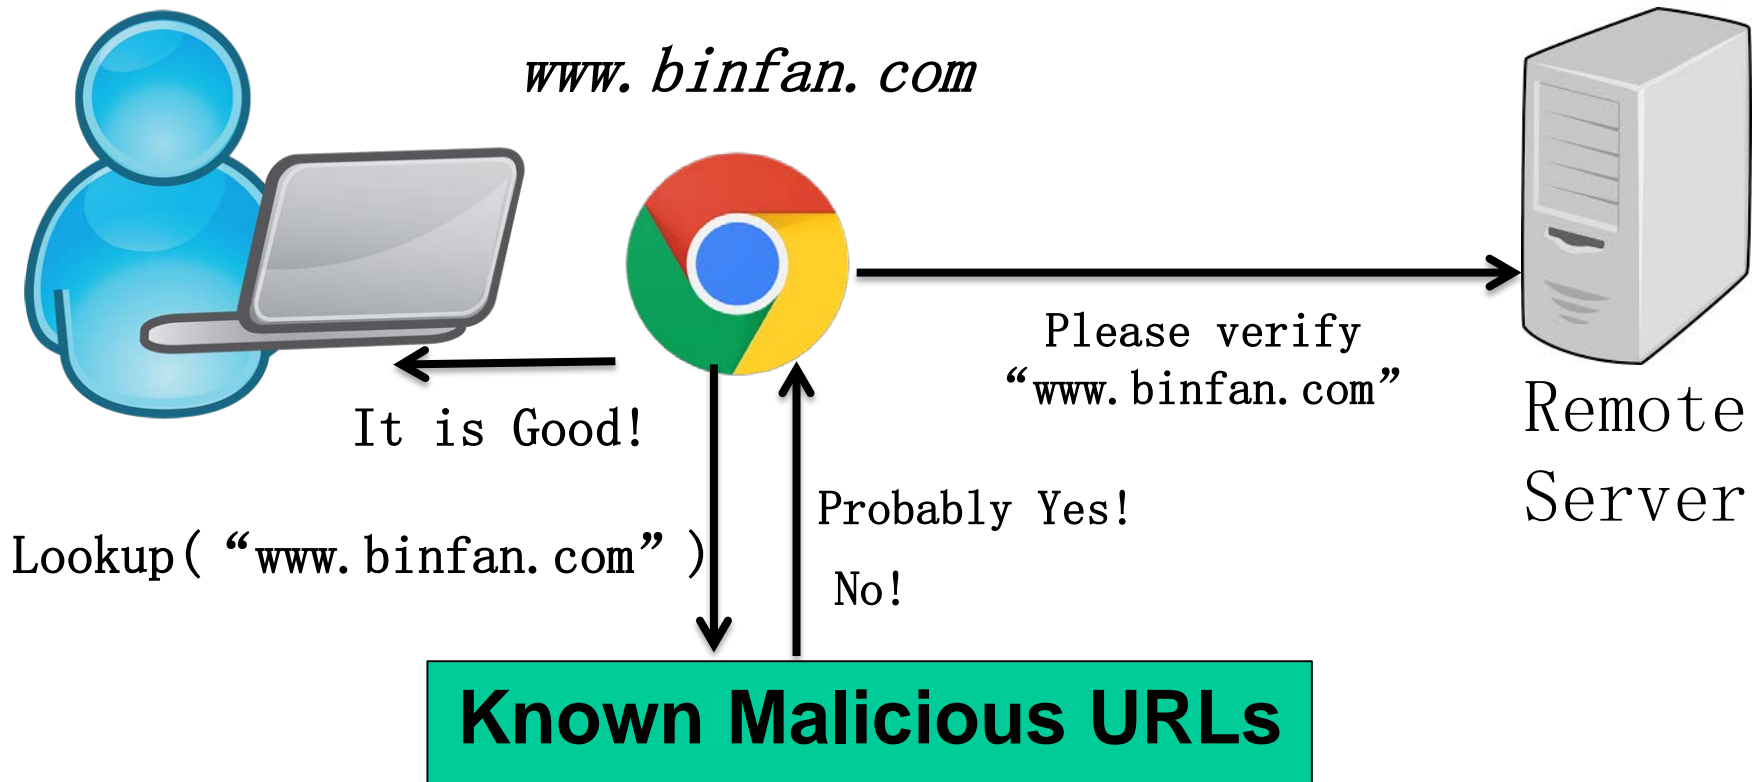 www.binfan.com
Please verify
“www.binfan.com”
Remote
Server
It is Good!
Probably Yes!
Lookup(“www.binfan.com”)
No!
Known Malicious URLs